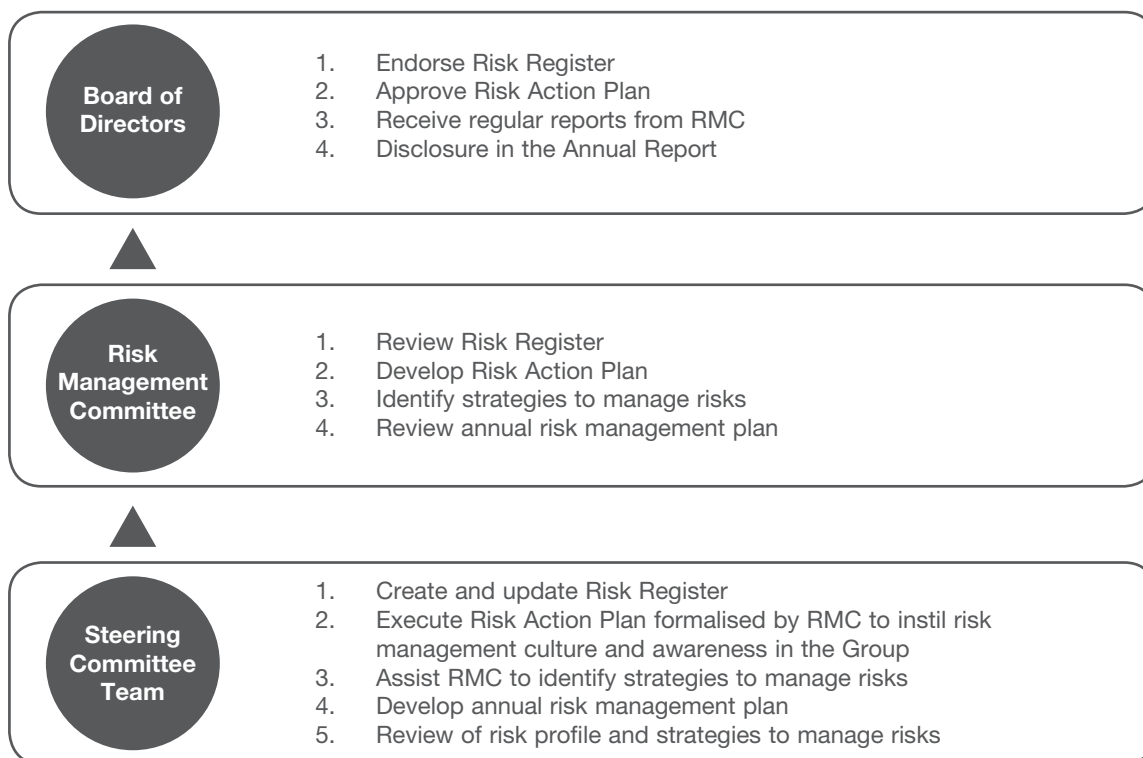 Board of
Directors
1. Endorse Risk Register
2. Approve Risk Action Plan
3. Receive regular reports from RMC
4. Disclosure in the Annual Report
Risk
Management
Committee
1. Review Risk Register
2. Develop Risk Action Plan
3. Identify strategies to manage risks
4. Review annual risk management plan
Steering
Committee
Team
1. Create and update Risk Register
2. Execute Risk Action Plan formalised by RMC to instil risk
management culture and awareness in the Group
3. Assist RMC to identify strategies to manage risks
4. Develop annual risk management plan
5. Review of risk profile and strategies to manage risks